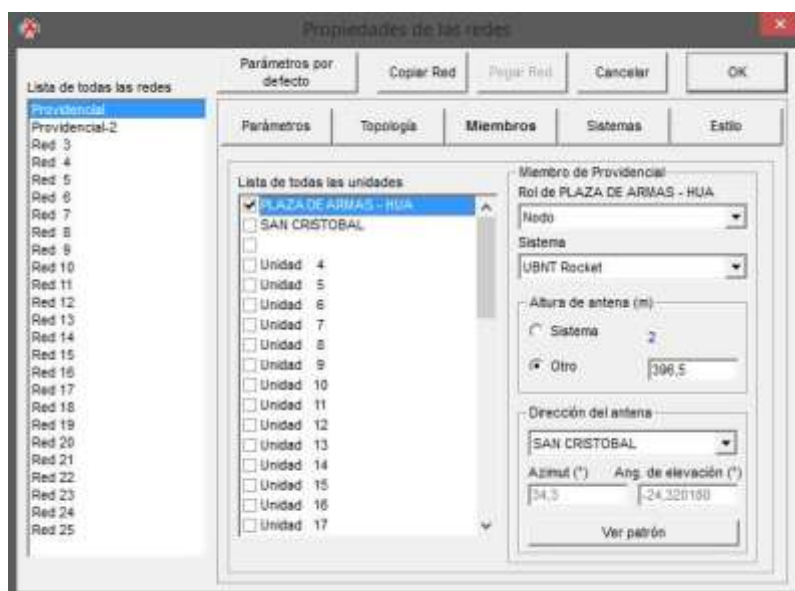 Propiedades de las redes
Parámetros por defecto
Copiar Red
Pegar Red
Cancelar
OK
Lista de todas las redes
Providencial
Providencial-2
Red 3
Red 4
Red 5
Red 6
Red 7
Red 8
Red 9
Red 10
Red 11
Red 12
Red 13
Red 14
Red 15
Red 16
Red 17
Red 18
Red 19
Red 20
Red 21
Red 22
Red 23
Red 24
Red 25
Parámetros
Topología
Miembros
Sistemas
Estilo
Lista de todas las unidades
PLAZA DE ARMAS - HUA
SAN CRISTOBAL
Unidad 4
Unidad 5
Unidad 6
Unidad 7
Unidad 8
Unidad 9
Unidad 10
Unidad 11
Unidad 12
Unidad 13
Unidad 14
Unidad 15
Unidad 16
Unidad 17
Miembro de Providencial
Rol de PLAZA DE ARMAS - HUA
Nodo
Sistema
UBNT Rocket
Altura de antena (m)
Sistema 2
Otro 396,5
Dirección del antena
SAN CRISTOBAL
Azimut (°) Ang. de elevación (°)
34,3 -24,320180
Ver patrón